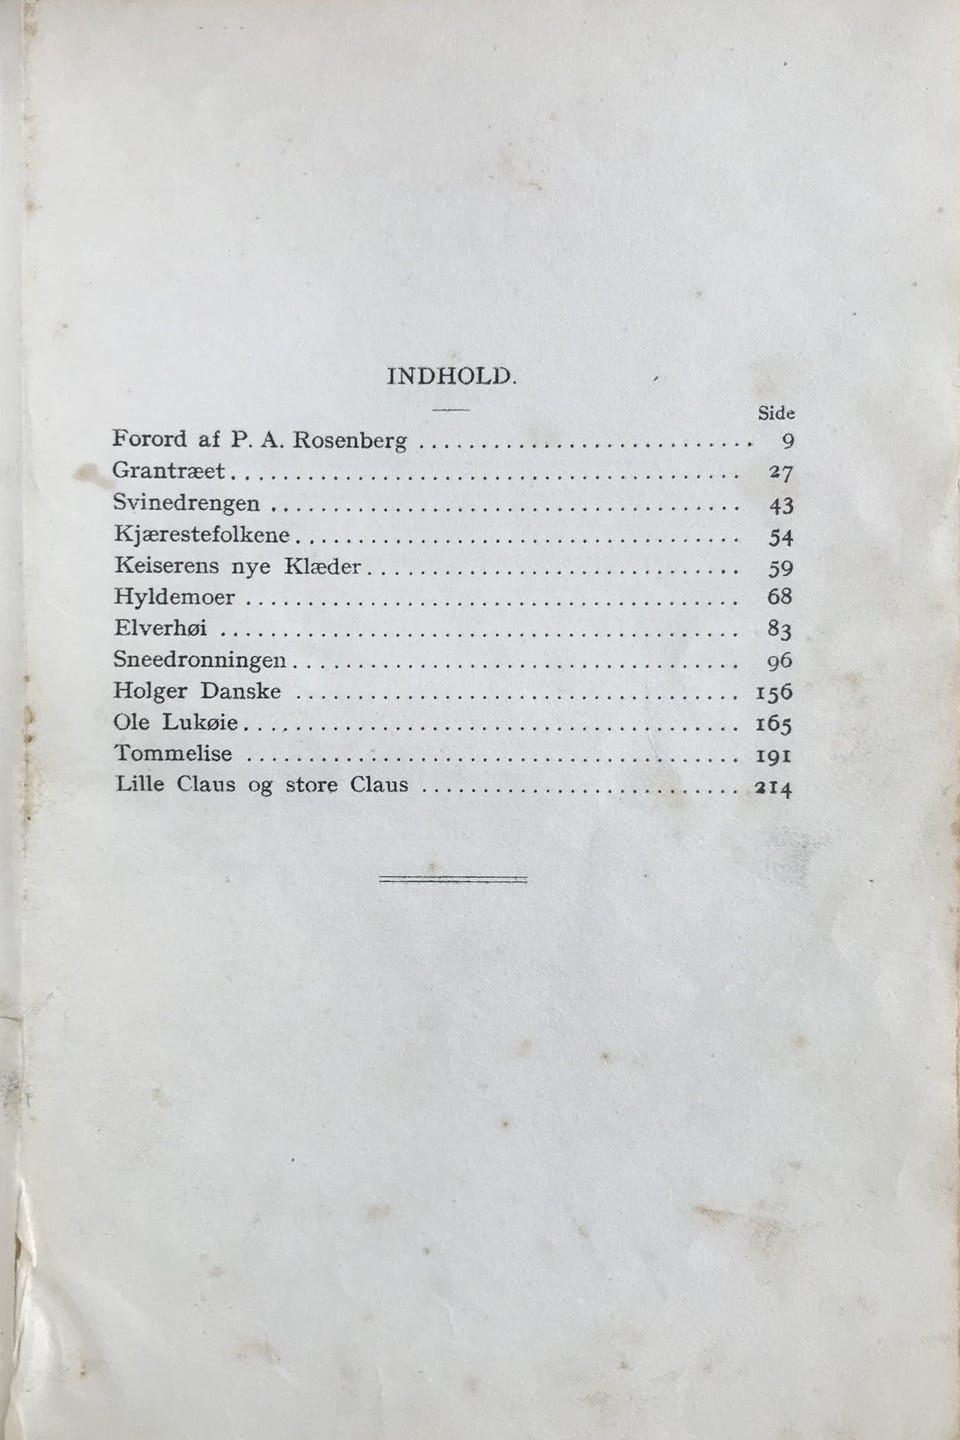 INDHOLD.
Side
Forord af P. A. Rosenberg ........................... 9
Grantræet........................................ 27
Svinedrengen ..................................... 43
Kjærestefolkene................................... 54
Keiserens nye Klæder.............................. 59
Hyldemoer ....................................... 68
Elverhøi ......................................... 83
Sneedronningen................................... 96
Holger Danske ................................... 156
Ole Lukøie....................................... 165
Tommelise ....................................... 191
Lille Claus og store Claus .......................... 214